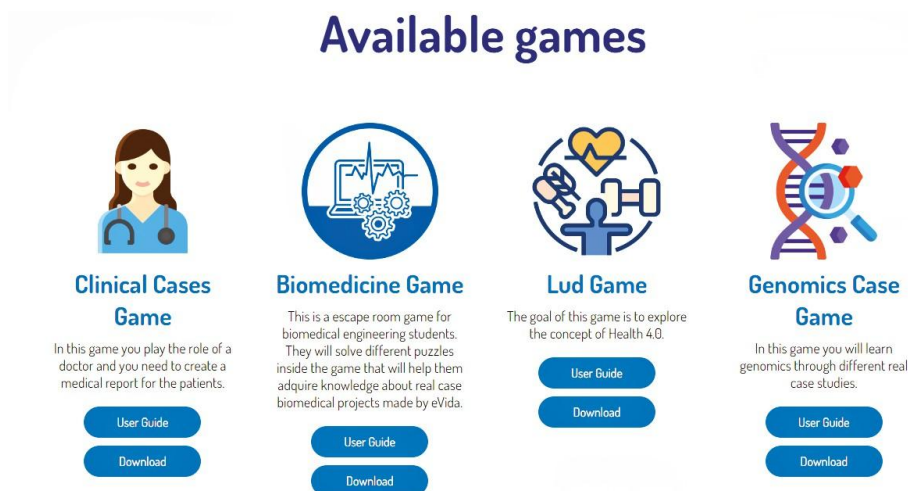 Available games
Clinical Cases
Game
In this game you play the role of a
doctor and you need to create a
medical report for the patients.
User Guide
Download
Biomedicine Game
This is a escape room game for
biomedical engineering students.
They will solve different puzzles
inside the game that will help them
adquire knowledge about real case
biomedical projects made by eVida.
User Guide
Download
Lud Game
The goal of this game is to explore
the concept of Health 4.0.
User Guide
Download
Genomics Case
Game
In this game you will learn
genomics through different real
case studies.
User Guide
Download